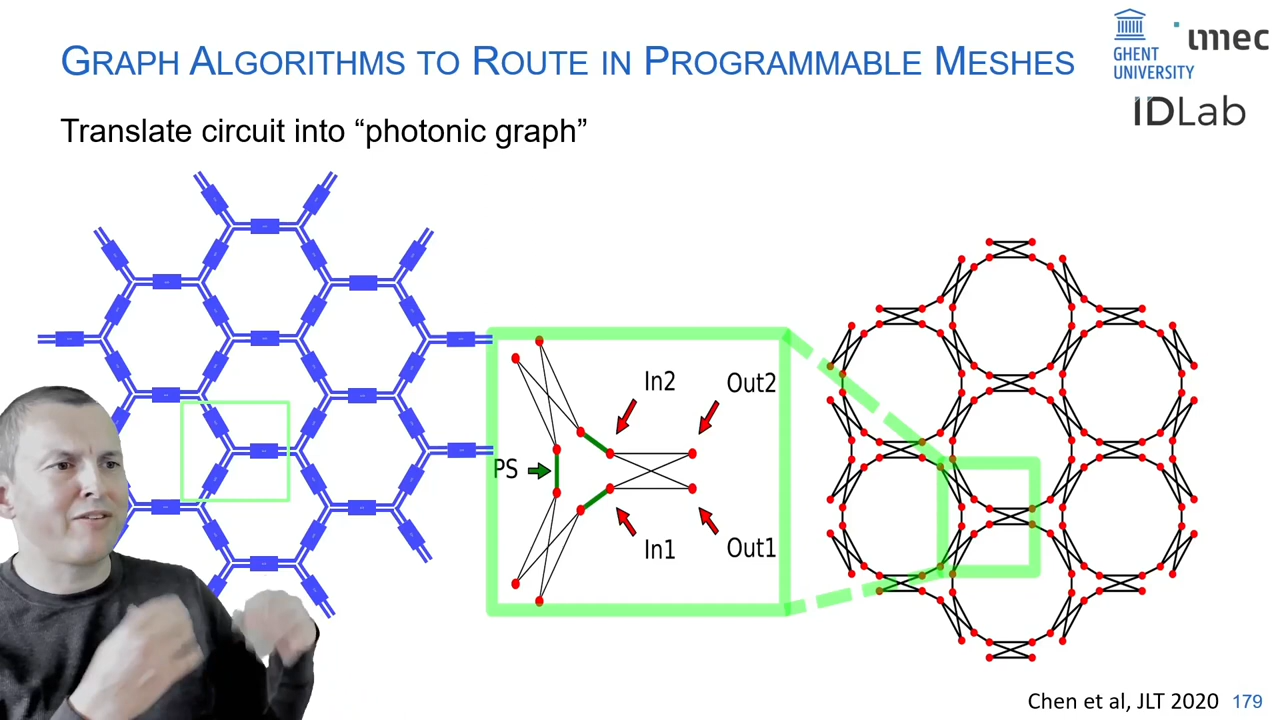 GRAPH ALGORITHMS TO ROUTE IN PROGRAMMABLE MESHES
GHENT
UNIVERSITY
imec
IDLab
Translate circuit into “photonic graph”
In2
Out2
PS
In1
Out1
Chen et al, JLT 2020
179